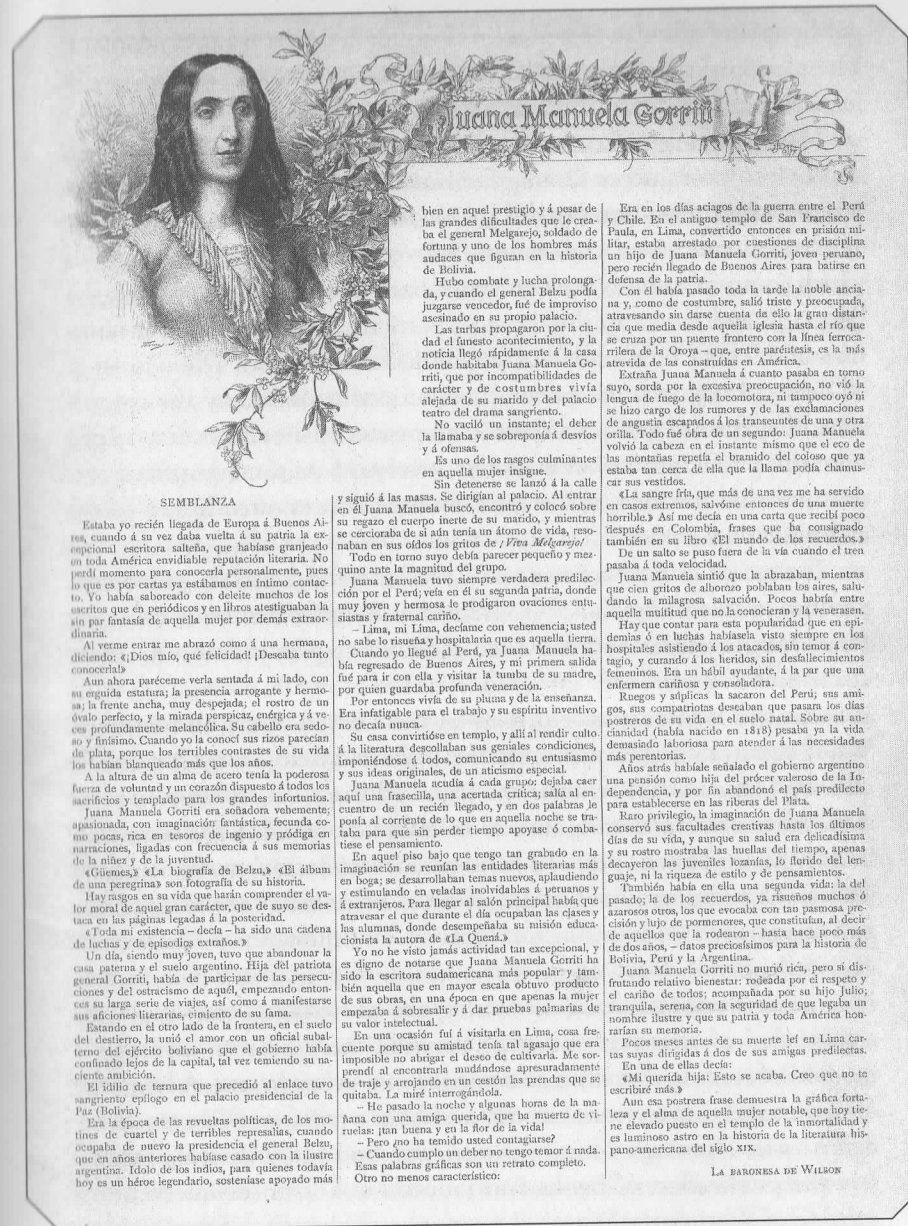 Juana Manuela Gorriti
SEMBLANZA
Estaba yo recién llegada de Europa á Buenos Ai-
res, cuando á su vez daba vuelta á su patria la ex-
cepcional escritora salteña, que habíase granjeado
en toda América envidiable reputación literaria. No
perdí momento para conocerla personalmente, pues
lo que es por cartas ya estábamos en íntimo contac-
to. Yo había saboreado con deleite muchos de los
escritos que en periódicos y en libros atestiguaban la
sin par fantasía de aquella mujer por demás extraor-
dinaria.
Al verme entrar me abrazó como á una hermana,
diciendo: «¡Dios mío, qué felicidad! ¡Deseaba tanto
conocerla!»
Aun ahora paréceme verla sentada á mi lado, con
su erguida estatura; la presencia arrogante y hermo-
sa; la frente ancha, muy despejada; el rostro de un
óvalo perfecto, y la mirada perspicaz, enérgica y á ve-
ces profundamente melancólica. Su cabello era sedo-
so y finísimo. Cuando yo la conocí sus rizos parecían
de plata, porque los terribles contrastes de su vida
los habían blanqueado más que los años.
A la altura de un alma de acero tenía la poderosa
fuerza de voluntad y un corazón dispuesto á todos los
sacrificios y templado para los grandes infortunios.
Juana Manuela Gorriti era soñadora vehemente;
apasionada, con imaginación fantástica, fecunda co-
mo pocas, rica en tesoros de ingenio y pródiga en
narraciones, ligadas con frecuencia á sus memorias
de la niñez y de la juventud.
«Güemes,» «La biografía de Belzu,» «El álbum
de una peregrina» son fotografía de su historia.
Hay rasgos en su vida que harán comprender el va-
lor moral de aquel gran carácter, que de suyo se des-
taca en las páginas legadas á la posteridad.
«Toda mi existencia – decía – ha sido una cadena
de luchas y de episodios extraños.»
Un día, siendo muy joven, tuvo que abandonar la
casa paterna y el suelo argentino. Hija del patriota
general Gorriti, había de participar de las persecu-
ciones y del ostracismo de aquél, empezando enton-
ces su larga serie de viajes, así como á manifestarse
sus aficiones literarias, cimiento de su fama.
Estando en el otro lado de la frontera, en el suelo
del destierro, la unió el amor con un oficial subal-
terno del ejército boliviano que el gobierno había
confinado lejos de la capital, tal vez temiendo su na-
ciente ambición.
El idilio de ternura que precedió al enlace tuvo
sangriento epílogo en el palacio presidencial de la
Paz (Bolivia).
Era la época de las revueltas políticas, de los mo-
tines de cuartel y de terribles represalias, cuando
ocupaba de nuevo la presidencia el general Belzu,
que en años anteriores habíase casado con la ilustre
argentina. Idolo de los indios, para quienes todavía
hoy es un héroe legendario, sosteníase apoyado más
bien en aquel prestigio y á pesar de
las grandes dificultades que le crea-
ba el general Melgarejo, soldado de
fortuna y uno de los hombres más
audaces que figuran en la historia
de Bolivia.
Hubo combate y lucha prolonga-
da, y cuando el general Belzu podía
juzgarse vencedor, fué de improviso
asesinado en su propio palacio.
Las turbas propagaron por la ciu-
dad el funesto acontecimiento, y la
noticia llegó rápidamente á la casa
donde habitaba Juana Manuela Go-
rriti, que por incompatibilidades de
carácter y de costumbres vivía
alejada de su marido y del palacio
teatro del drama sangriento.
No vaciló un instante; el deber
la llamaba y se sobreponía á desvíos
y á ofensas.
Es uno de los rasgos culminantes
en aquella mujer insigne.
Sin detenerse se lanzó á la calle
y siguió á las masas. Se dirigían al palacio. Al entrar
en él Juana Manuela buscó, encontró y colocó sobre
su regazo el cuerpo inerte de su marido, y mientras
se cercioraba de si aún tenía un átomo de vida, reso-
naban en sus oídos los gritos de ¡Viva Melgarejo!
Todo en torno suyo debía parecer pequeño y mez-
quino ante la magnitud del grupo.
Juana Manuela tuvo siempre verdadera predilec-
ción por el Perú; veía en él su segunda patria, donde
muy joven y hermosa le prodigaron ovaciones entu-
siastas y fraternal cariño.
– Lima, mi Lima, decíame con vehemencia; usted
no sabe lo risueña y hospitalaria que es aquella tierra.
Cuando yo llegué al Perú, ya Juana Manuela ha-
bía regresado de Buenos Aires, y mi primera salida
fué para ir con ella y visitar la tumba de su madre,
por quien guardaba profunda veneración.
Por entonces vivía de su pluma y de la enseñanza.
Era infatigable para el trabajo y su espíritu inventivo
no decaía nunca.
Su casa convirtióse en templo, y allí al rendir culto
á la literatura descollaban sus geniales condiciones,
imponiéndose á todos, comunicando su entusiasmo
y sus ideas originales, de un aticismo especial.
Juana Manuela acudía á cada grupo: dejaba caer
aquí una frasecilla, una acertada crítica; salía al en-
cuentro de un recién llegado, y en dos palabras le
ponía al corriente de lo que en aquella noche se tra-
taba para que sin perder tiempo apoyase ó comba-
tiese el pensamiento.
En aquel piso bajo que tengo tan grabado en la
imaginación se reunían las entidades literarias más
en boga; se desarrollaban temas nuevos, aplaudiendo
y estimulando en veladas inolvidables á peruanos y
á extranjeros. Para llegar al salón principal había que
atravesar el que durante el día ocupaban las clases y
las alumnas, donde desempeñaba su misión educa-
cionista la autora de «La Quená.»
Yo no he visto jamás actividad tan excepcional, y
es digno de notarse que Juana Manuela Gorriti ha
sido la escritora sudamericana más popular y tam-
bién aquella que en mayor escala obtuvo producto
de sus obras, en una época en que apenas la mujer
empezaba á sobresalir y á dar pruebas palmarias de
su valor intelectual.
En una ocasión fuí á visitarla en Lima, cosa fre-
cuente porque su amistad tenía tal agasajo que era
imposible no abrigar el deseo de cultivarla. Me sor-
prendí al encontrarla mudándose apresuradamente
de traje y arrojando en un cestón las prendas que se
quitaba. La miré interrogándola.
– He pasado la noche y algunas horas de la ma-
ñana con una amiga querida, que ha muerto de vi-
ruelas: ¡tan buena y en la flor de la vida!
– Pero ¿no ha temido usted contagiarse?
– Cuando cumplo un deber no tengo temor á nada.
Esas palabras gráficas son un retrato completo.
Otro no menos característico:
Era en los días aciagos de la guerra entre el Perú
y Chile. En el antiguo templo de San Francisco de
Paula, en Lima, convertido entonces en prisión mi-
litar, estaba arrestado por cuestiones de disciplina
un hijo de Juana Manuela Gorriti, joven peruano,
pero recién llegado de Buenos Aires para batirse en
defensa de la patria.
Con él había pasado toda la tarde la noble ancia-
na y, como de costumbre, salió triste y preocupada,
atravesando sin darse cuenta de ello la gran distan-
cia que media desde aquella iglesia hasta el río que
se cruza por un puente frontero con la línea ferroca-
rrilera de la Oroya – que, entre paréntesis, es la más
atrevida de las construídas en América.
Extraña Juana Manuela á cuanto pasaba en torno
suyo, sorda por la excesiva preocupación, no vió la
lengua de fuego de la locomotora, ni tampoco oyó ni
se hizo cargo de los rumores y de las exclamaciones
de angustia escapados á los transeuntes de una y otra
orilla. Todo fué obra de un segundo: Juana Manuela
volvió la cabeza en el instante mismo que el eco de
las montañas repetía el bramido del coloso que ya
estaba tan cerca de ella que la llama podía chamus-
car sus vestidos.
«La sangre fría, que más de una vez me ha servido
en casos extremos, salvóme entonces de una muerte
horrible.» Así me decía en una carta que recibí poco
después en Colombia, frases que ha consignado
también en su libro «El mundo de los recuerdos.»
De un salto se puso fuera de la vía cuando el tren
pasaba á toda velocidad.
Juana Manuela sintió que la abrazaban, mientras
que cien gritos de alborozo poblaban los aires, salu-
dando la milagrosa salvación. Pocos habría entre
aquella multitud que no la conocieran y la venerasen.
Hay que contar para esta popularidad que en epi-
demias ó en luchas habíasela visto siempre en los
hospitales asistiendo á los atacados, sin temor á con-
tagio, y curando á los heridos, sin desfallecimientos
femeninos. Era un hábil ayudante, á la par que una
enfermera cariñosa y consoladora.
Ruegos y súplicas la sacaron del Perú; sus ami-
gos, sus compatriotas deseaban que pasara los días
postreros de su vida en el suelo natal. Sobre su an-
cianidad (había nacido en 1818) pesaba ya la vida
demasiado laboriosa para atender á las necesidades
más perentorias.
Años atrás habíale señalado el gobierno argentino
una pensión como hija del prócer valeroso de la In-
dependencia, y por fin abandonó el país predilecto
para establecerse en las riberas del Plata.
Raro privilegio, la imaginación de Juana Manuela
conservó sus facultades creativas hasta los últimos
días de su vida, y aunque su salud era delicadísima
y su rostro mostraba las huellas del tiempo, apenas
decayeron las juveniles lozanías, lo florido del len-
guaje, ni la riqueza de estilo y de pensamientos.
También había en ella una segunda vida: la del
pasado; la de los recuerdos, ya risueños muchos ó
azarosos otros, los que evocaba con tan pasmosa pre-
cisión y lujo de pormenores, que constituían, al decir
de aquellos que la rodearon – hasta hace poco más
de dos años, – datos preciosísimos para la historia de
Bolivia, Perú y la Argentina.
Juana Manuela Gorriti no murió rica, pero sí dis-
frutando relativo bienestar: rodeada por el respeto y
el cariño de todos; acompañada por su hijo Julio;
tranquila, serena, con la seguridad de que legaba un
nombre ilustre y que su patria y toda América hon-
rarían su memoria.
Pocos meses antes de su muerte leí en Lima car-
tas suyas dirigidas á dos de sus amigas predilectas.
En una de ellas decía:
«Mi querida hija: Esto se acaba. Creo que no te
escribiré más.»
Aun esa postrera frase demuestra la gráfica forta-
leza y el alma de aquella mujer notable, que hoy tie-
ne elevado puesto en el templo de la inmortalidad y
es luminoso astro en la historia de la literatura his-
pano-americana del siglo XIX.
LA BARONESA DE WILSON